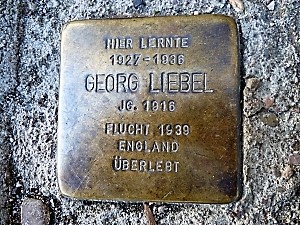 HIER LERNTE
1927-1936
GEORG LIEBEL
JG. 1916
FLUCHT 1939
ENGLAND
ÜBERLEBT